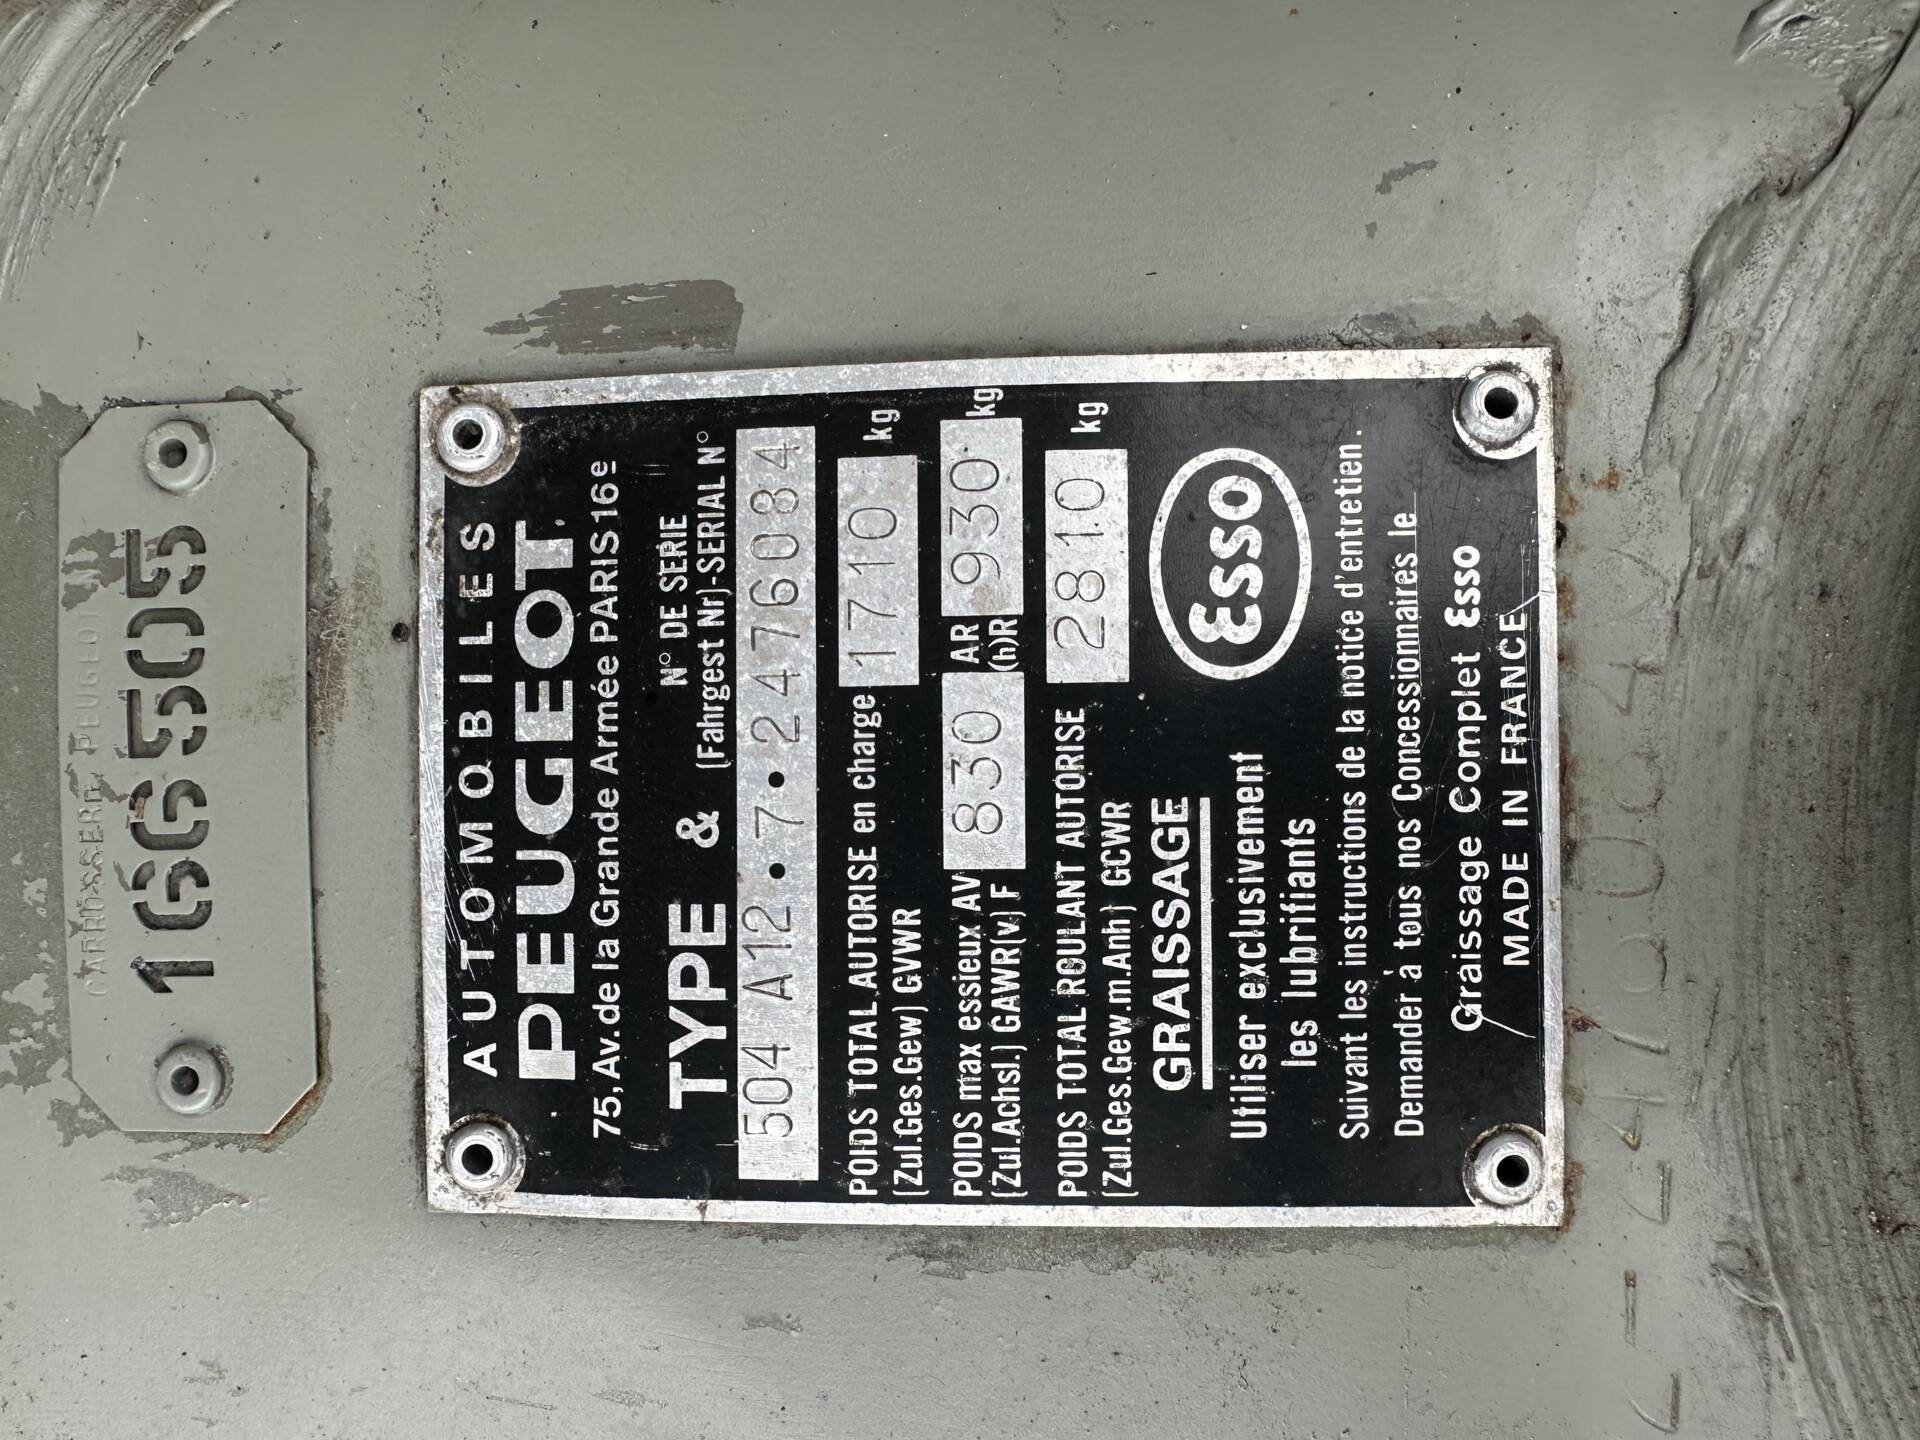 CARROSSERIE PEUGEOT
1665505
AUTOMOBILES
PEUGEOT
75, Av. de la Grande Armée PARIS 16e
TYPE & N° DE SERIE
(Fahrgest Nr)-SERIAL N°
504 A12 • 7 • 2476084
POIDS TOTAL AUTORISE en charge 1710 kg
(Zul.Ges.Gew) GVWR
POIDS max essieux AV 830 AR 930 kg
(Zul.Achsl.) GAWR(v) F (h)R
POIDS TOTAL ROULANT AUTORISE 2810 kg
(Zul.Ges.Gew.m.Anh) GCWR
GRAISSAGE
Esso
Utiliser exclusivement
les lubrifiants
Suivant les instructions de la notice d'entretien.
Demander à tous nos Concessionnaires le
Graissage Complet Esso
MADE IN FRANCE